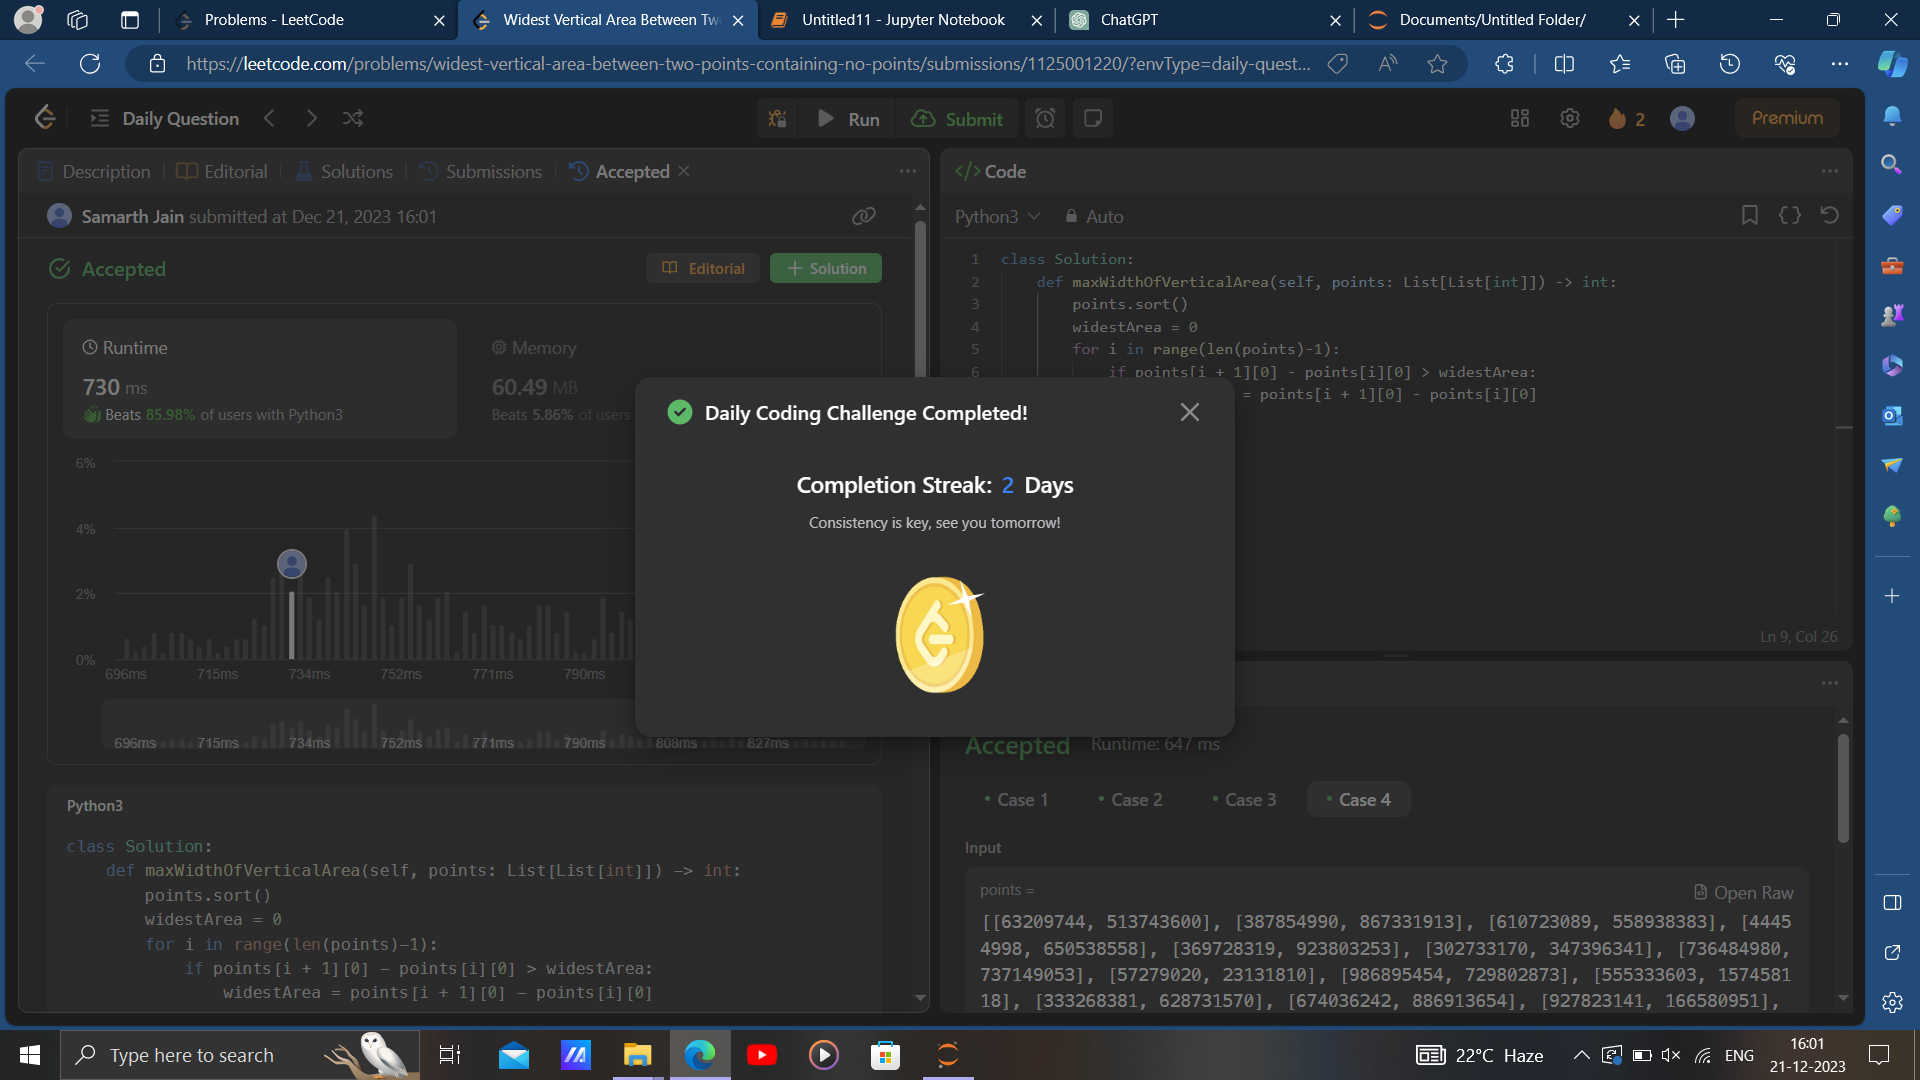 Problems - LeetCode
Widest Vertical Area Between Tw
Untitled11 - Jupyter Notebook
ChatGPT
Documents/Untitled Folder/
https://leetcode.com/problems/widest-vertical-area-between-two-points-containing-no-points/submissions/1125001220/?envType=daily-quest...
Daily Question
Run
Submit
2
Premium
Description
Editorial
Solutions
Submissions
Accepted
Samarth Jain submitted at Dec 21, 2023 16:01
Accepted
Editorial
Solution
Runtime
730 ms
Beats 85.98% of users with Python3
Memory
60.49 MB
Beats 5.86% of users
6%
4%
2%
0%
696ms 715ms 734ms 752ms 771ms 790ms
696ms 715ms 734ms 752ms 771ms 790ms 808ms 827ms
Python3
class Solution:
def maxWidthOfVerticalArea(self, points: List[List[int]]) -> int:
points.sort()
widestArea = 0
for i in range(len(points)-1):
if points[i + 1][0] - points[i][0] > widestArea:
widestArea = points[i + 1][0] - points[i][0]
Daily Coding Challenge Completed!
Completion Streak: 2 Days
Consistency is key, see you tomorrow!
</> Code
Python3
Auto
1 class Solution:
2 def maxWidthOfVerticalArea(self, points: List[List[int]]) -> int:
3 points.sort()
4 widestArea = 0
5 for i in range(len(points)-1):
6 if points[i + 1][0] - points[i][0] > widestArea:
= points[i + 1][0] - points[i][0]
Ln 9, Col 26
Accepted
Runtime: 647 ms
Case 1
Case 2
Case 3
Case 4
Input
points =
Open Raw
[[63209744, 513743600], [387854990, 867331913], [610723089, 558938383], [4445
4998, 650538558], [369728319, 923803253], [302733170, 347396341], [736484980,
737149053], [57279020, 23131810], [986895454, 729802873], [555333603, 1574581
18], [333268381, 628731570], [674036242, 886913654], [927823141, 166580951],
Type here to search
22°C Haze
ENG
16:01
21-12-2023